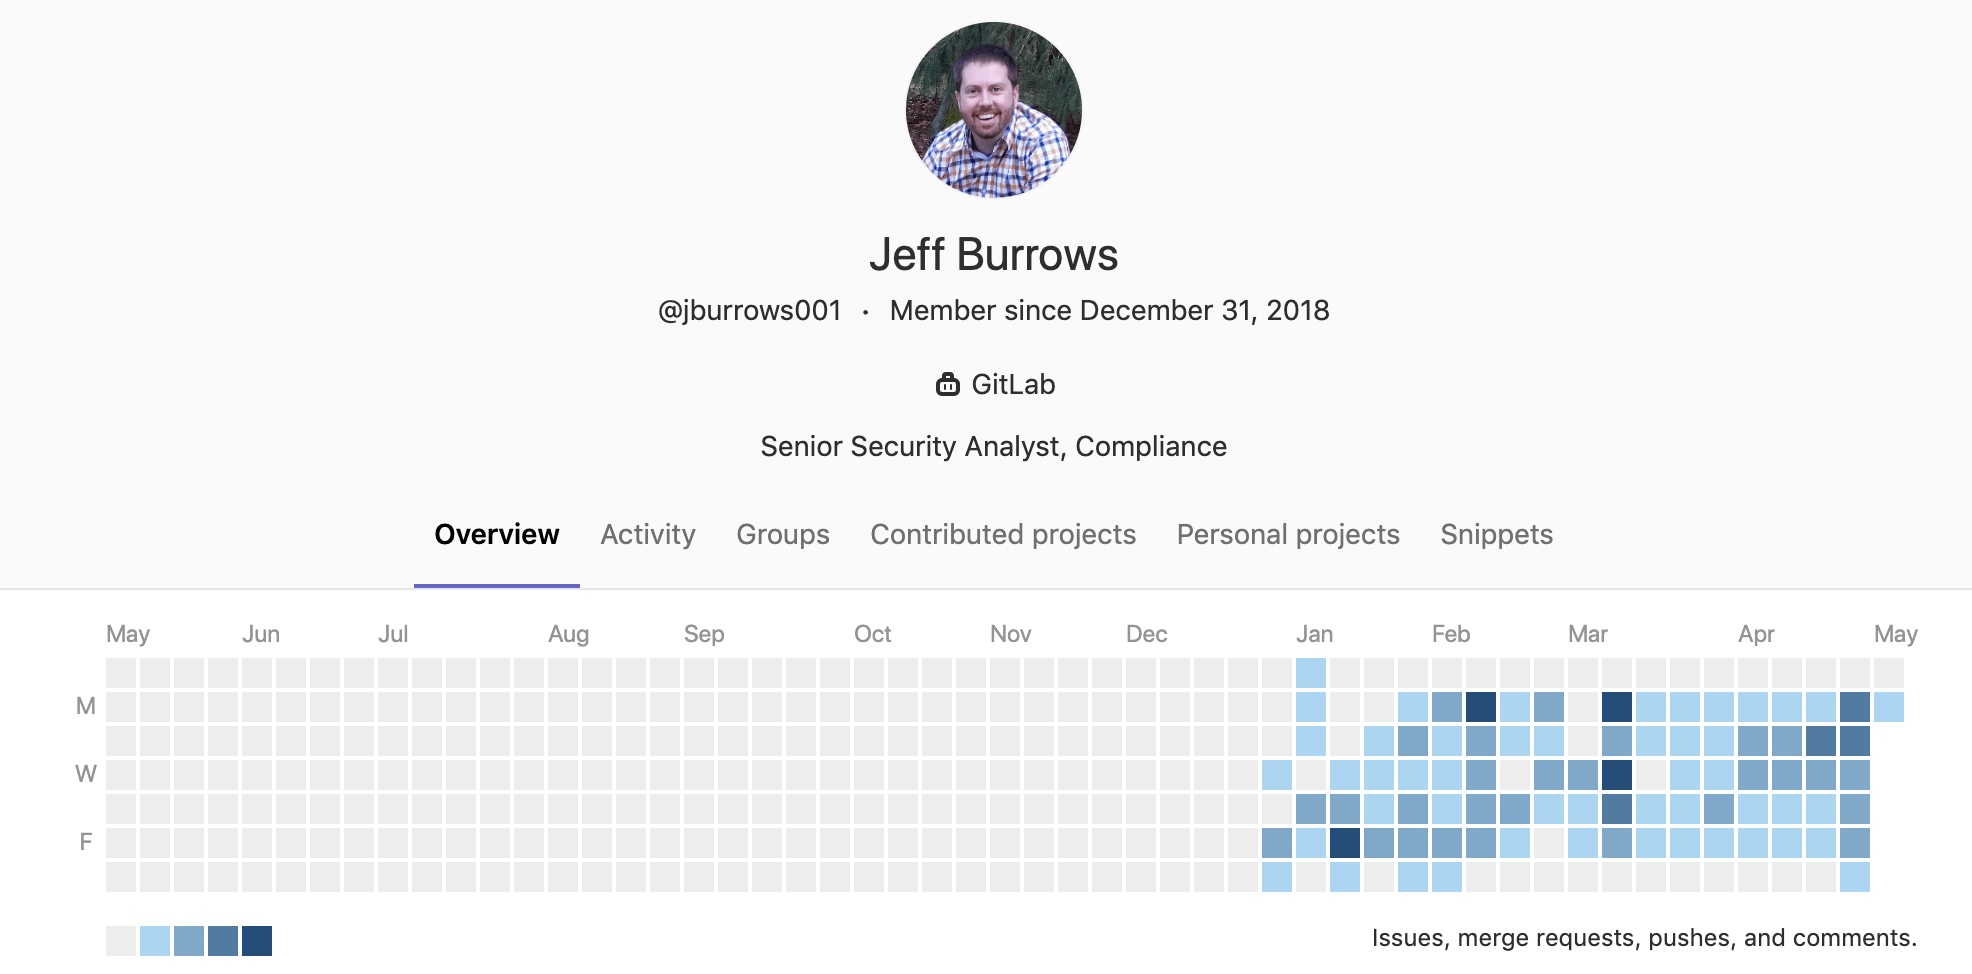 Jeff Burrows
@jburrows001 · Member since December 31, 2018
GitLab
Senior Security Analyst, Compliance
Overview Activity Groups Contributed projects Personal projects Snippets
May Jun Jul Aug Sep Oct Nov Dec Jan Feb Mar Apr May
M
W
F
Issues, merge requests, pushes, and comments.